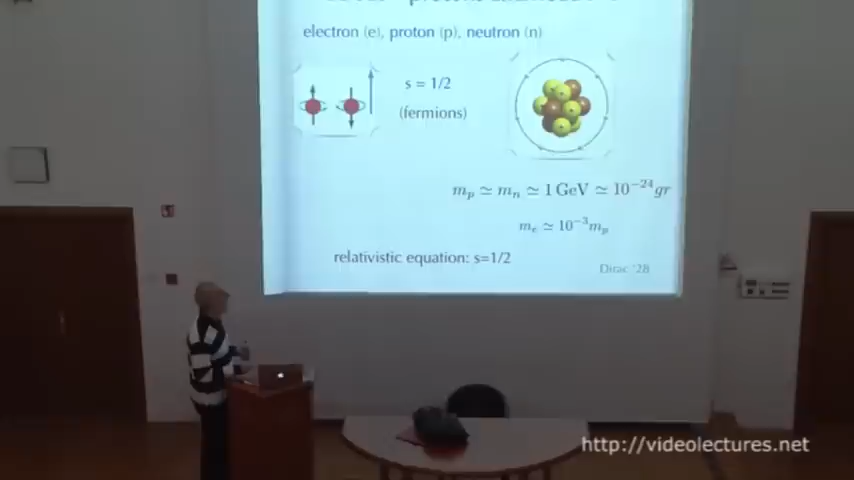 electron (e), proton (p), neutron (n)
s = 1/2
(fermions)
m_p ≃ m_n ≃ 1 GeV ≃ 10^{-24} gr
m_e ≃ 10^{-3} m_p
relativistic equation: s=1/2
Dirac '28
http://videolectures.net